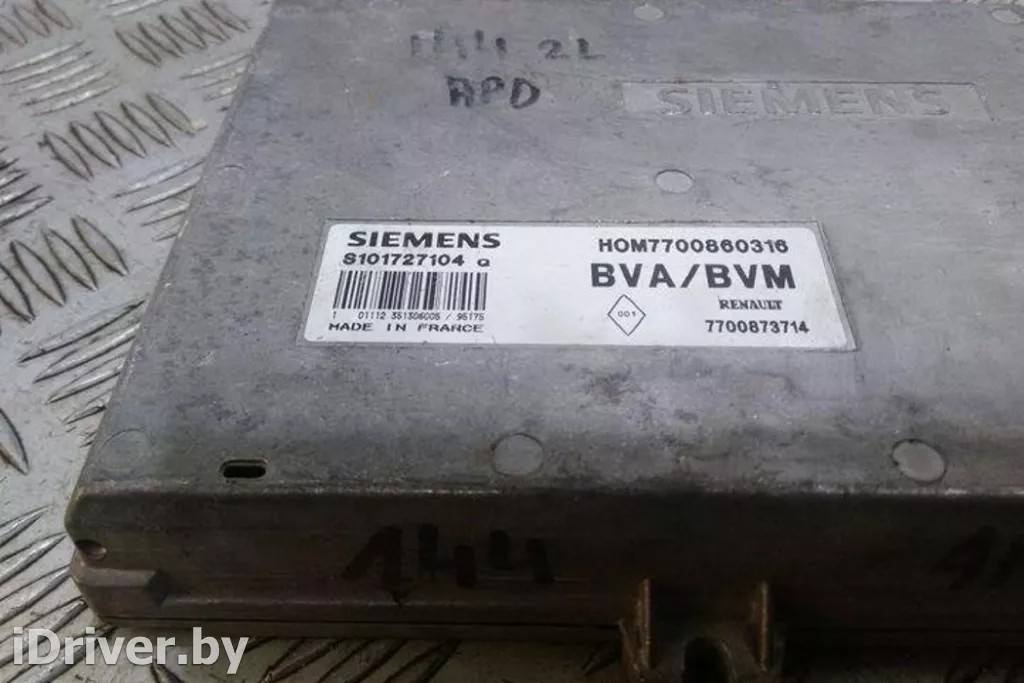 2L
APD
SIEMENS
SIEMENS
S101727104 G
1 01112 351306005 / 95175
MADE IN FRANCE
HOM7700860316
BVA/BVM
001
RENAULT
7700873714
144
iDriver.by